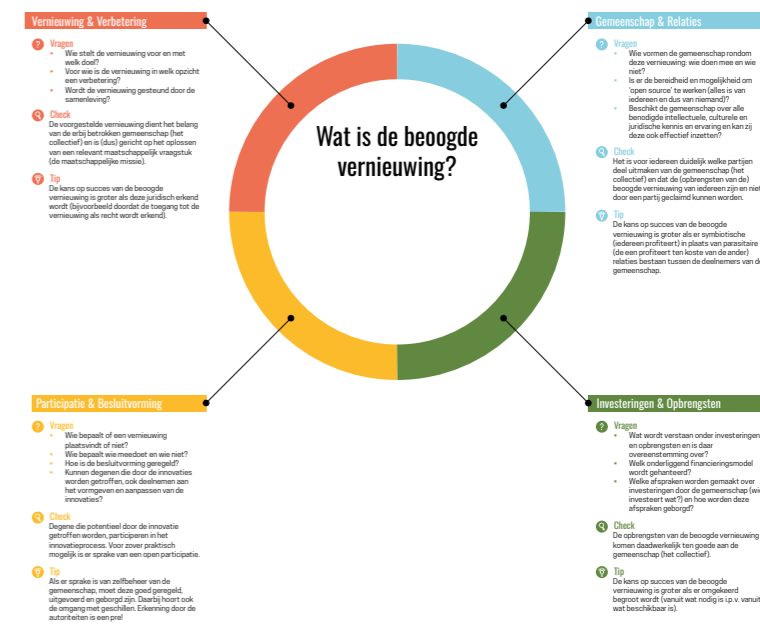 Vernieuwing & Verbetering
Vragen
• Wie stelt de vernieuwing voor en met
welk doel?
• Voor wie is de vernieuwing in welk opzicht
een verbetering?
• Wordt de vernieuwing gesteund door de
samenleving?
Check
De voorgestelde vernieuwing dient het belang
van de erbij betrokken gemeenschap (het
collectief) en is (dus) gericht op het oplossen
van een relevant maatschappelijk vraagstuk
(de maatschappelijke missie).
Tip
De kans op succes van de beoogde
vernieuwing is groter als deze juridisch erkend
wordt (bijvoorbeeld doordat de toegang tot de
vernieuwing als recht wordt erkend).
Wat is de beoogde
vernieuwing?
Gemeenschap & Relaties
Vragen
• Wie vormen de gemeenschap rondom
deze vernieuwing: wie doen mee en wie
niet?
• Is er de bereidheid en mogelijkheid om
'open source' te werken (alles is van
iedereen en dus van niemand)?
• Beschikt de gemeenschap over alle
benodigde intellectuele, culturele en
juridische kennis en ervaring en kan zij
deze ook effectief inzetten?
Check
Het is voor iedereen duidelijk welke partijen
deel uitmaken van de gemeenschap (het
collectief) en dat de (opbrengsten van de)
beoogde vernieuwing van iedereen zijn en niet
door een partij geclaimd kunnen worden.
Tip
De kans op succes van de beoogde
vernieuwing is groter als er symbiotische
(iedereen profiteert) in plaats van parasitaire
(de een profiteert ten koste van de ander)
relaties bestaan tussen de deelnemers van de
gemeenschap.
Participatie & Besluitvorming
Vragen
• Wie bepaalt of een vernieuwing
plaatsvindt of niet?
• Wie bepaalt wie meedoet en wie niet?
• Hoe is de besluitvorming geregeld?
• Kunnen degenen die door de innovaties
worden getroffen, ook deelnemen aan
het vormgeven en aanpassen van de
innovaties?
Check
Degene die potentieel door de innovatie
getroffen worden, participeren in het
innovatieproces. Voor zover praktisch
mogelijk is er sprake van een open participatie.
Tip
Als er sprake is van zelfbeheer van de
gemeenschap, moet deze goed geregeld,
uitgevoerd en geborgd zijn. Daarbij hoort ook
de omgang met geschillen. Erkenning door de
autoriteiten is een pre!
Investeringen & Opbrengsten
Vragen
• Wat wordt verstaan onder investeringen
en opbrengsten en is daar
overeenstemming over?
• Welk onderliggend financieringsmodel
wordt gehanteerd?
• Welke afspraken worden gemaakt over
investeringen door de gemeenschap (wie
investeert wat?) en hoe worden deze
afspraken geborgd?
Check
De opbrengsten van de beoogde vernieuwing
komen daadwerkelijk ten goede aan de
gemeenschap (het collectief).
Tip
De kans op succes van de beoogde
vernieuwing is groter als er omgekeerd
begroot wordt (vanuit wat nodig is i.p.v. vanuit
wat beschikbaar is).